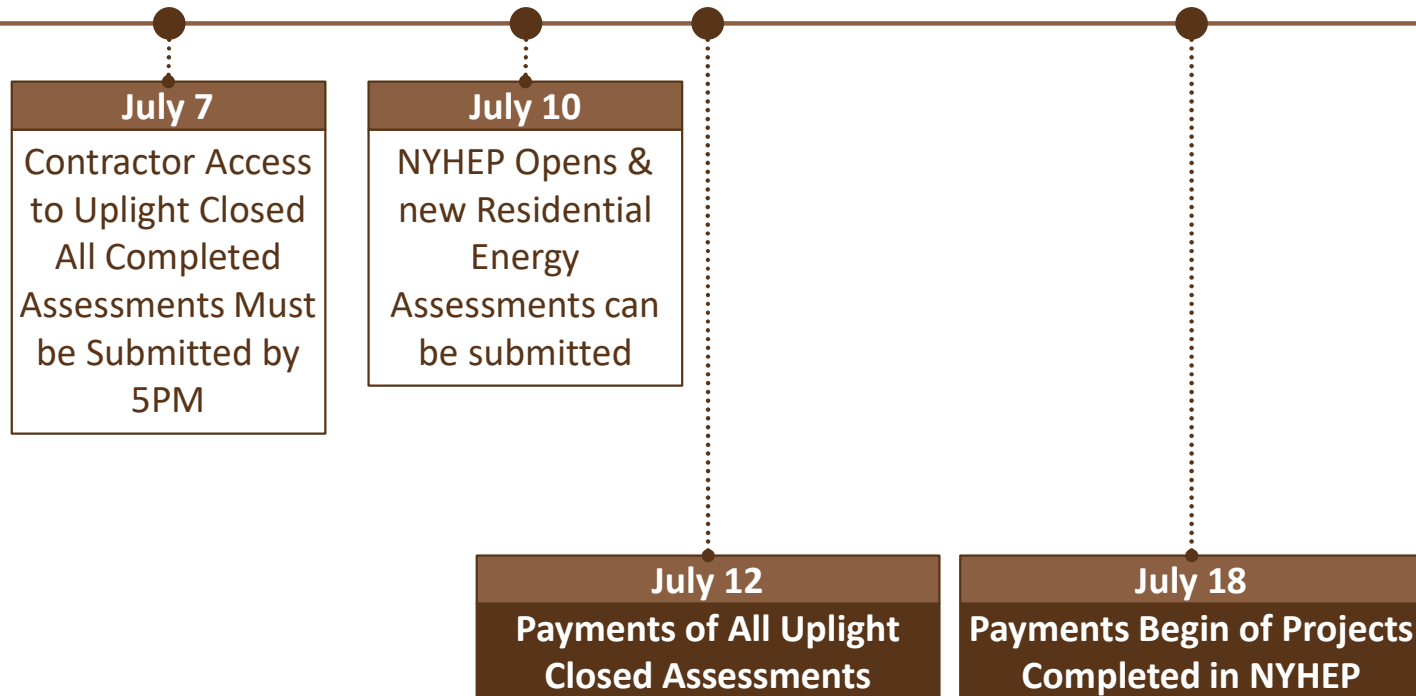 July 7
Contractor Access
to Uplight Closed
All Completed
Assessments Must
be Submitted by
5PM
July 10
NYHEP Opens &
new Residential
Energy
Assessments can
be submitted
July 12
Payments of All Uplight
Closed Assessments
July 18
Payments Begin of Projects
Completed in NYHEP